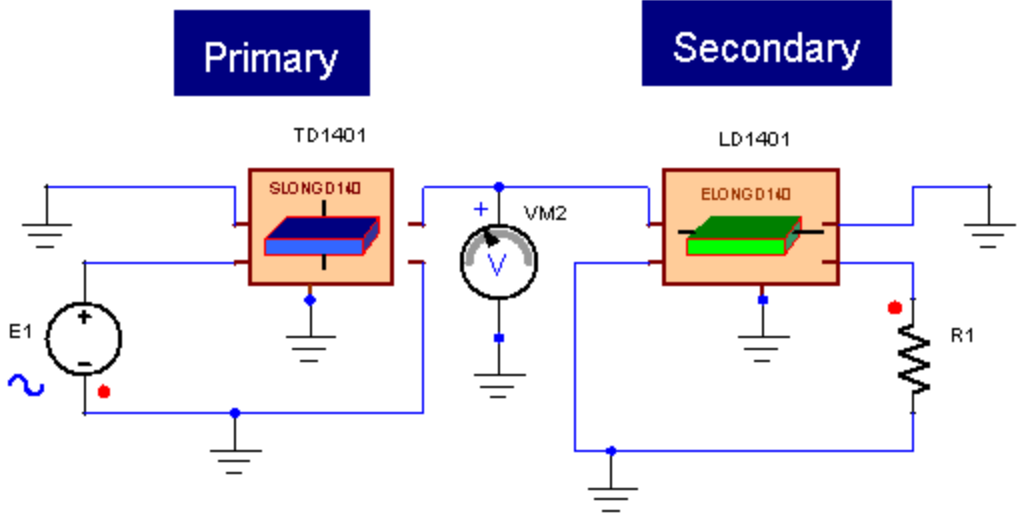 Primary
Secondary
TD1401
LD1401
SLONGD140
ELONGD140
+
VM2
V
E1
+
−
R1